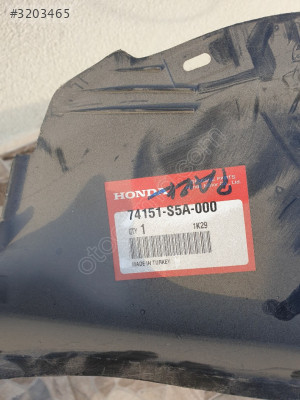 #3203465
HONDA
74151-S5A-000
QTY 1 1K29
MADE IN TURKEY